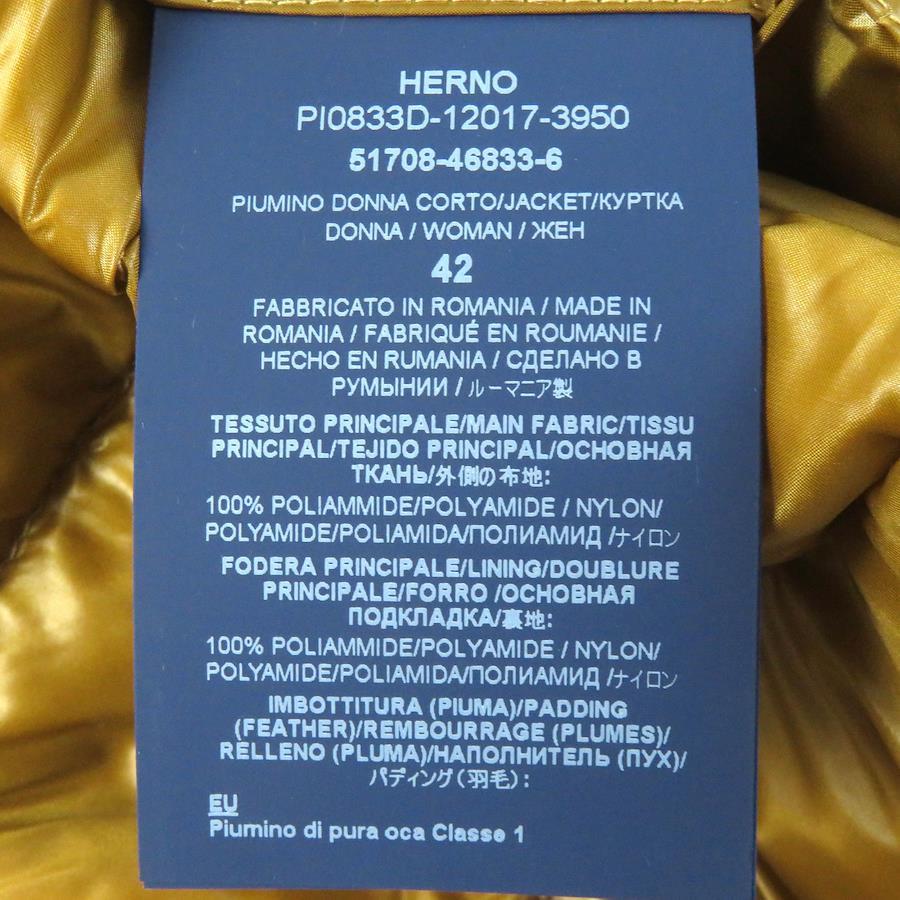 HERNO
PI0833D-12017-3950
51708-46833-6
PIUMINO DONNA CORTO/JACKET/КУРТКА
DONNA / WOMAN / ЖЕН
42
FABBRICATO IN ROMANIA / MADE IN
ROMANIA / FABRIQUÉ EN ROUMANIE /
HECHO EN RUMANIA / СДЕЛАНО В
РУМЫНИИ / ルーマニア製
TESSUTO PRINCIPALE/MAIN FABRIC/TISSU
PRINCIPAL/TEJIDO PRINCIPAL/ОСНОВНАЯ
ТКАНЬ/外側の布地:
100% POLIAMMIDE/POLYAMIDE / NYLON/
POLYAMIDE/POLIAMIDA/ПОЛИАМИД /ナイロン
FODERA PRINCIPALE/LINING/DOUBLURE
PRINCIPALE/FORRO /ОСНОВНАЯ
ПОДКЛАДКА/裏地:
100% POLIAMMIDE/POLYAMIDE / NYLON/
POLYAMIDE/POLIAMIDA/ПОЛИАМИД /ナイロン
IMBOTTITURA (PIUMA)/PADDING
(FEATHER)/REMBOURRAGE (PLUMES)/
RELLENO (PLUMA)/НАПОЛНИТЕЛЬ (ПУХ)/
パディング(羽毛):
EU
Piumino di pura oca Classe 1